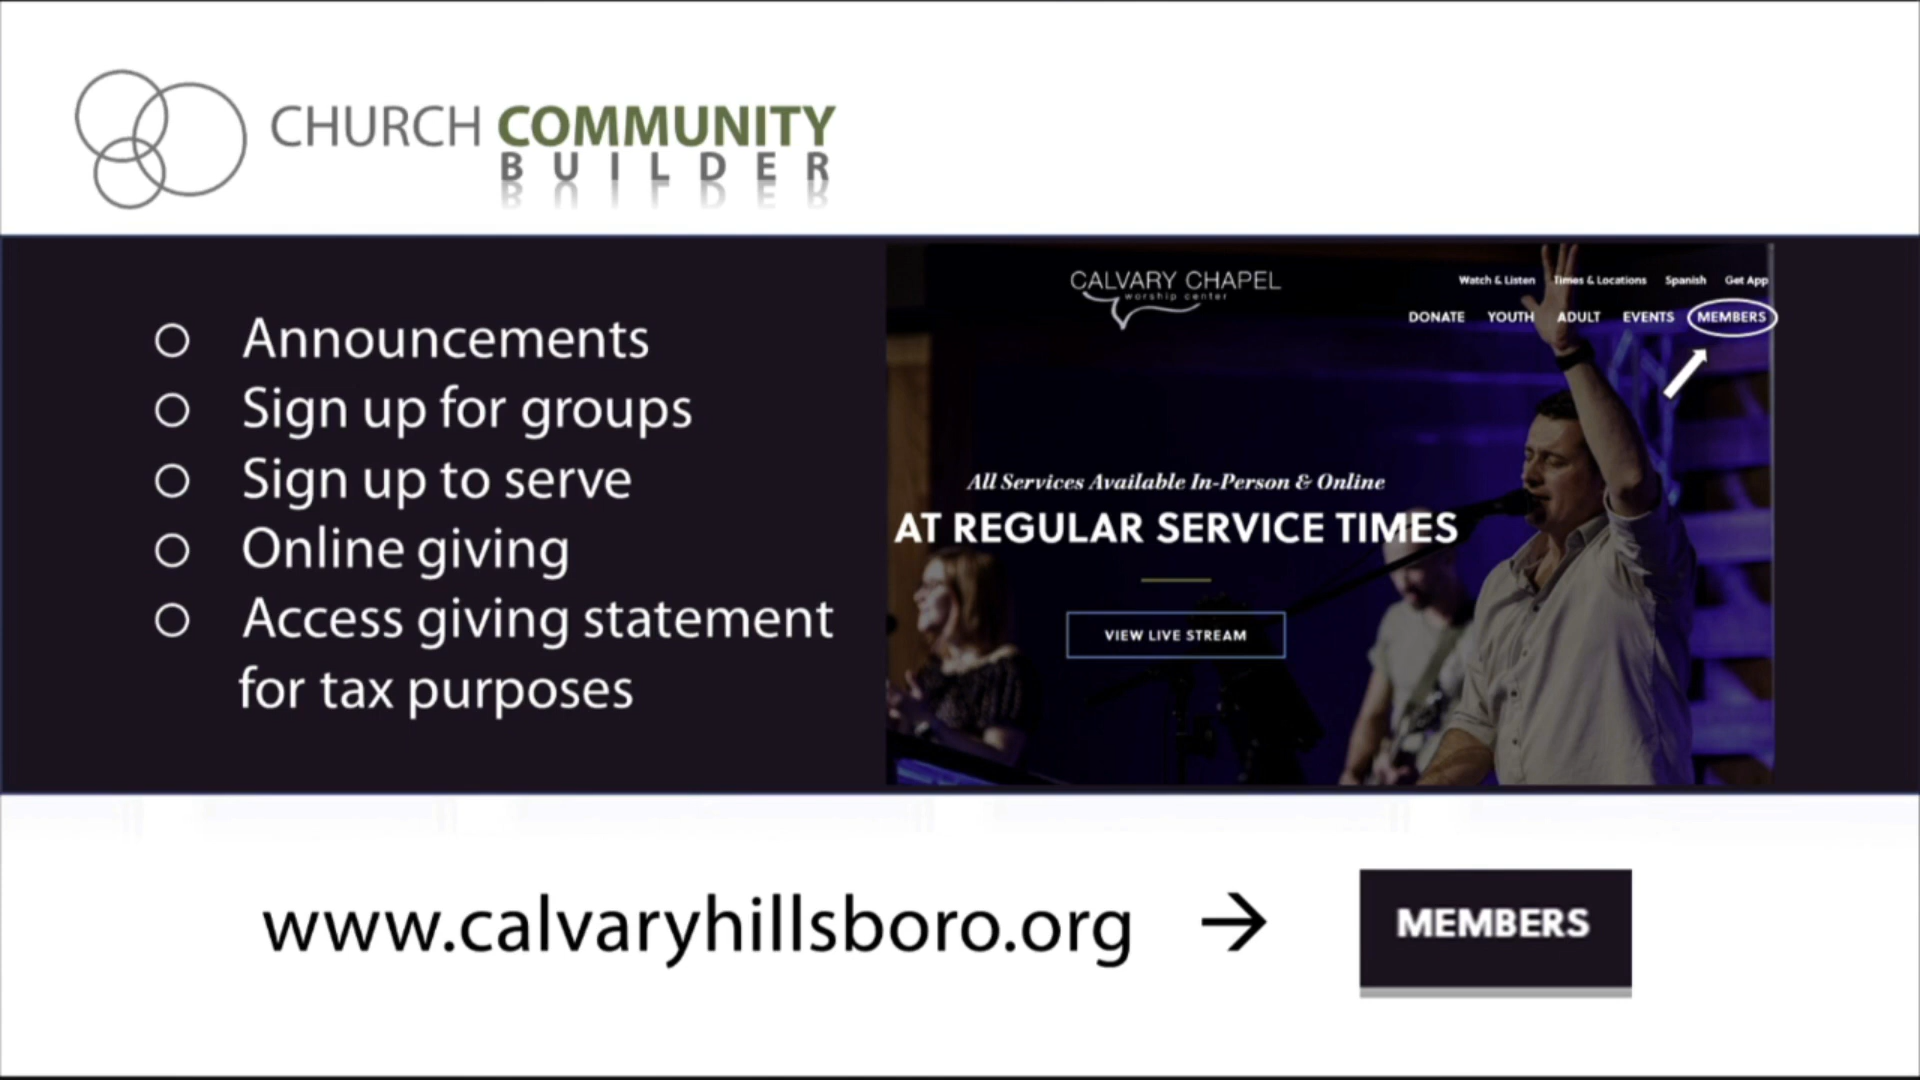 CHURCH COMMUNITY
BUILDER
Announcements
Sign up for groups
Sign up to serve
Online giving
Access giving statement
for tax purposes
CALVARY CHAPEL
worship center
Watch & Listen Times & Locations Spanish Get App
DONATE YOUTH ADULT EVENTS MEMBERS
All Services Available In-Person & Online
AT REGULAR SERVICE TIMES
VIEW LIVE STREAM
www.calvaryhillsboro.org → MEMBERS